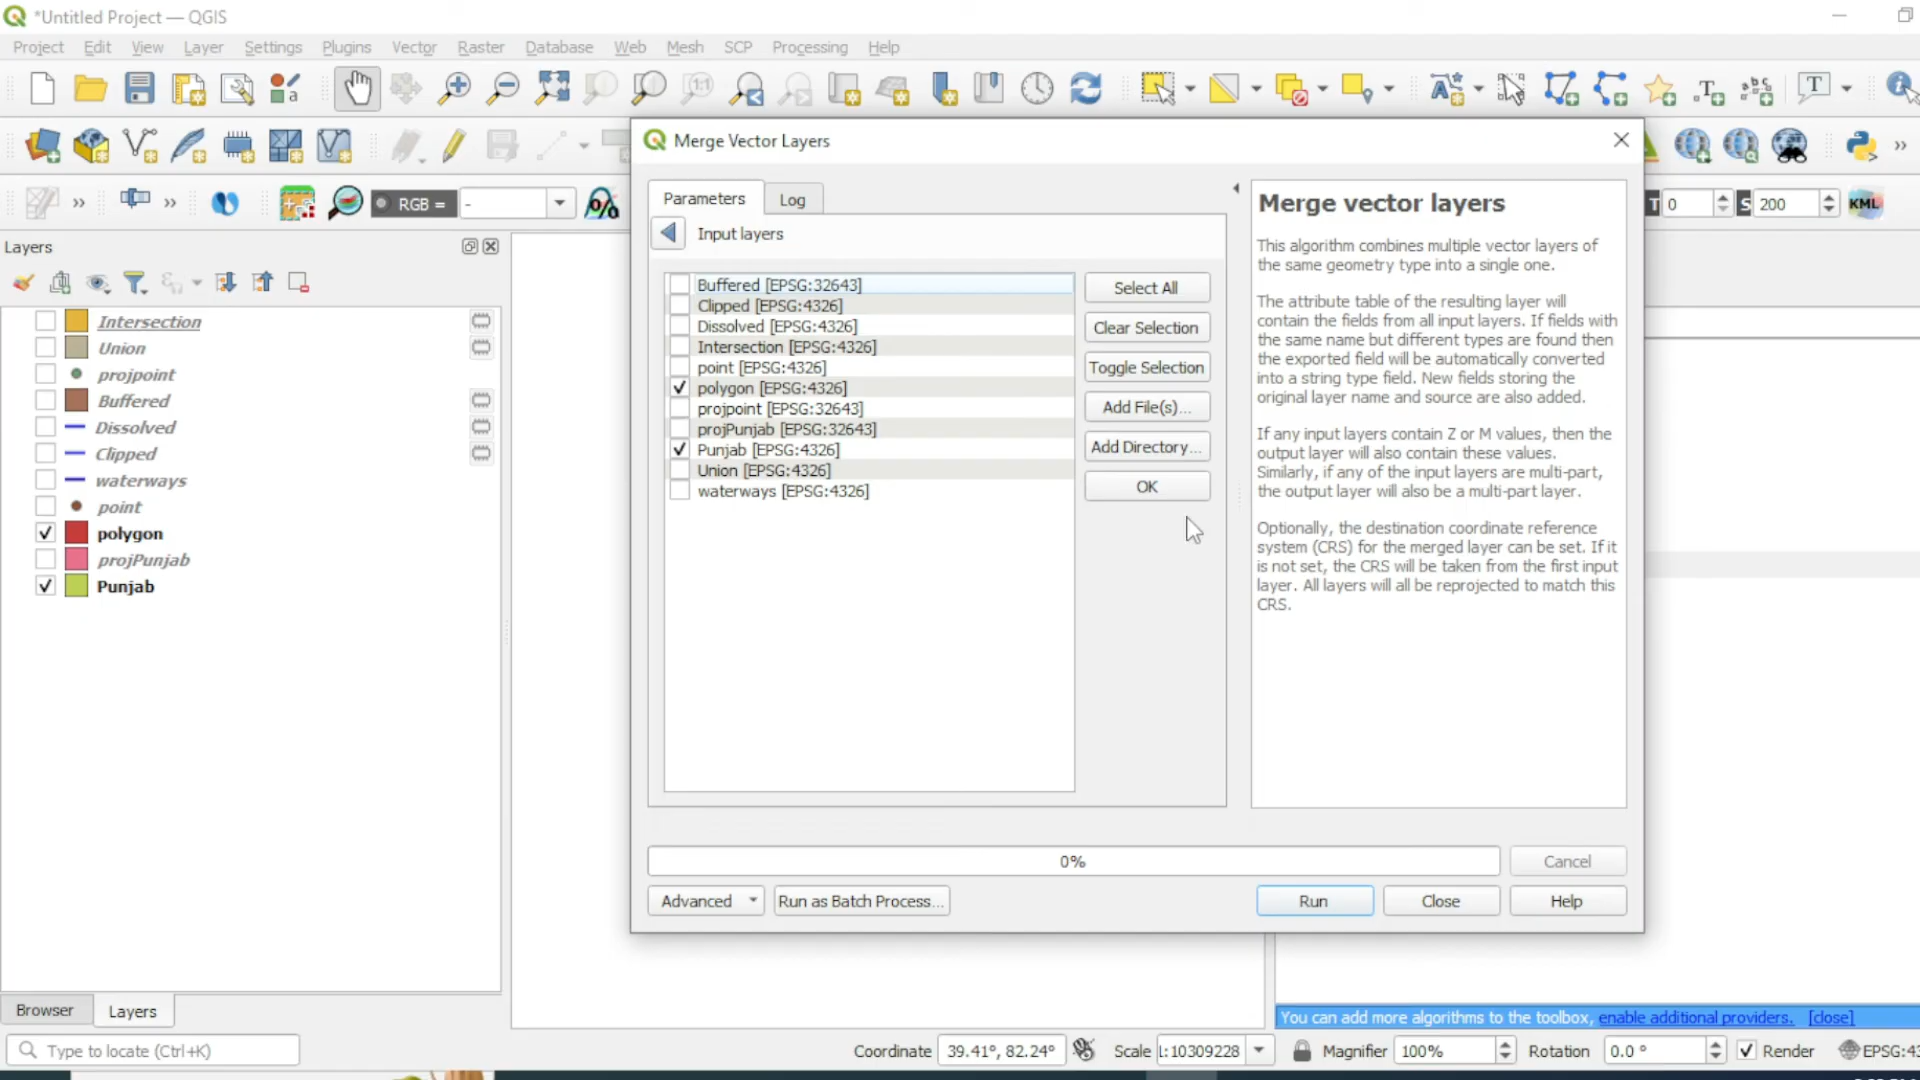 *Untitled Project — QGIS
Project Edit View Layer Settings Plugins Vector Raster Database Web Mesh SCP Processing Help
Merge Vector Layers
RGB = -
T 0 S 200 KML
Layers
Intersection
Union
projpoint
Buffered
Dissolved
Clipped
waterways
point
polygon
projPunjab
Punjab
Parameters Log
Input layers
Buffered [EPSG:32643]
Clipped [EPSG:4326]
Dissolved [EPSG:4326]
Intersection [EPSG:4326]
point [EPSG:4326]
polygon [EPSG:4326]
projpoint [EPSG:32643]
projPunjab [EPSG:32643]
Punjab [EPSG:4326]
Union [EPSG:4326]
waterways [EPSG:4326]
Select All
Clear Selection
Toggle Selection
Add File(s)...
Add Directory...
OK
Merge vector layers
This algorithm combines multiple vector layers of
the same geometry type into a single one.
The attribute table of the resulting layer will
contain the fields from all input layers. If fields with
the same name but different types are found then
the exported field will be automatically converted
into a string type field. New fields storing the
original layer name and source are also added.
If any input layers contain Z or M values, then the
output layer will also contain these values.
Similarly, if any of the input layers are multi-part,
the output layer will also be a multi-part layer.
Optionally, the destination coordinate reference
system (CRS) for the merged layer can be set. If it
is not set, the CRS will be taken from the first input
layer. All layers will all be reprojected to match this
CRS.
0%
Cancel
Advanced Run as Batch Process... Run Close Help
Browser Layers
You can add more algorithms to the toolbox, enable additional providers. [close]
Type to locate (Ctrl+K) Coordinate 39.41°, 82.24° Scale 1:10309228 Magnifier 100% Rotation 0.0 ° Render EPSG:43